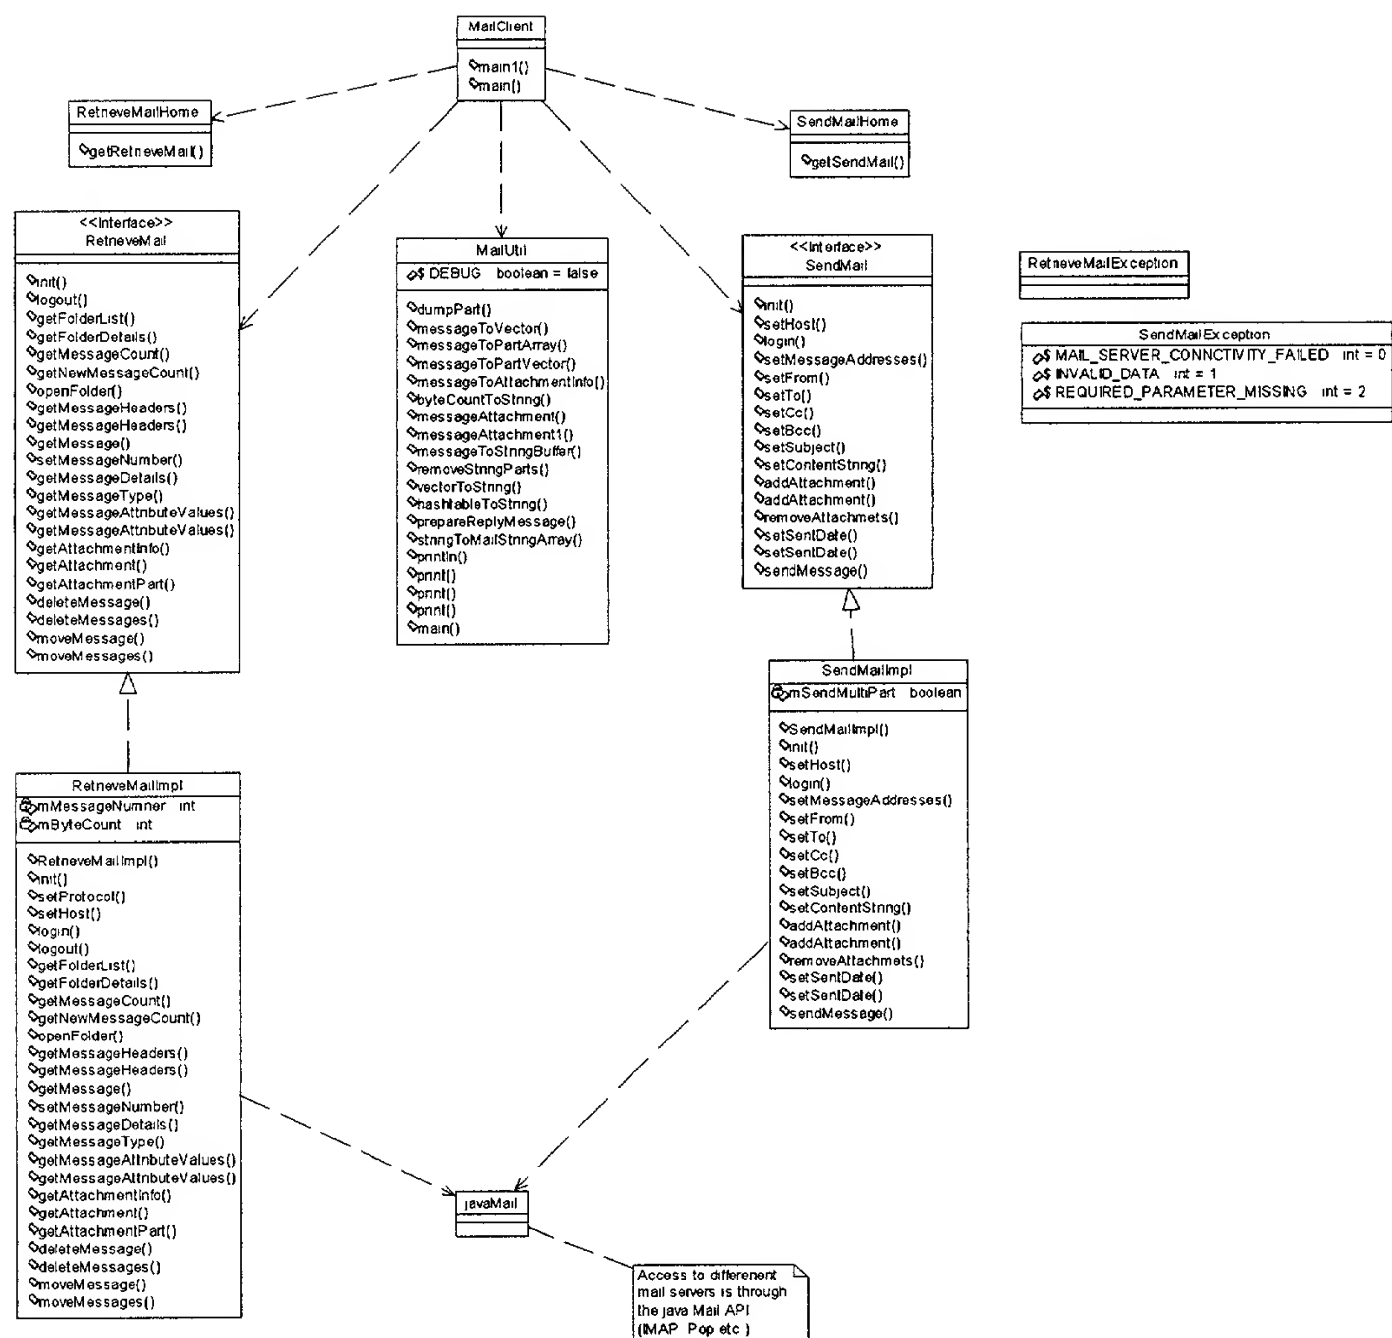 MailClient
main1()
main()
RetrieveMailHome
getRetrieveMail()
SendMailHome
getSendMail()
<<Interface>>
RetrieveMail
init()
logout()
getFolderList()
getFolderDetails()
getMessageCount()
getNewMessageCount()
openFolder()
getMessageHeaders()
getMessageHeaders()
getMessage()
setMessageNumber()
getMessageDetails()
getMessageType()
getMessageAttributeValues()
getMessageAttributeValues()
getAttachmentInfo()
getAttachment()
getAttachmentPart()
deleteMessage()
deleteMessages()
moveMessage()
moveMessages()
MailUtil
$ DEBUG boolean = false
dumpPart()
messageToVector()
messageToPartArray()
messageToPartVector()
messageToAttachmentInfo()
byteCountToString()
messageAttachment()
messageAttachment1()
messageToStringBuffer()
removeStringParts()
vectorToString()
hashtableToString()
prepareReplyMessage()
stringToMailStringArray()
println()
print()
print()
print()
main()
<<Interface>>
SendMail
init()
setHost()
login()
setMessageAddresses()
setFrom()
setTo()
setCc()
setBcc()
setSubject()
setContentString()
addAttachment()
addAttachment()
removeAttachmets()
setSentDate()
setSentDate()
sendMessage()
RetrieveMailException
SendMailException
$ MAIL_SERVER_CONNCTIVITY_FAILED int = 0
$ INVALID_DATA int = 1
$ REQUIRED_PARAMETER_MISSING int = 2
RetrieveMailImpl
mMessageNumner int
mByteCount int
RetrieveMailImpl()
init()
setProtocol()
setHost()
login()
logout()
getFolderList()
getFolderDetails()
getMessageCount()
getNewMessageCount()
openFolder()
getMessageHeaders()
getMessageHeaders()
getMessage()
setMessageNumber()
getMessageDetails()
getMessageType()
getMessageAttributeValues()
getMessageAttributeValues()
getAttachmentInfo()
getAttachment()
getAttachmentPart()
deleteMessage()
deleteMessages()
moveMessage()
moveMessages()
SendMailImpl
mSendMultiPart boolean
SendMailImpl()
init()
setHost()
login()
setMessageAddresses()
setFrom()
setTo()
setCc()
setBcc()
setSubject()
setContentString()
addAttachment()
addAttachment()
removeAttachmets()
setSentDate()
setSentDate()
sendMessage()
javaMail
Access to differenent
mail servers is through
the java Mail API
(IMAP Pop etc )